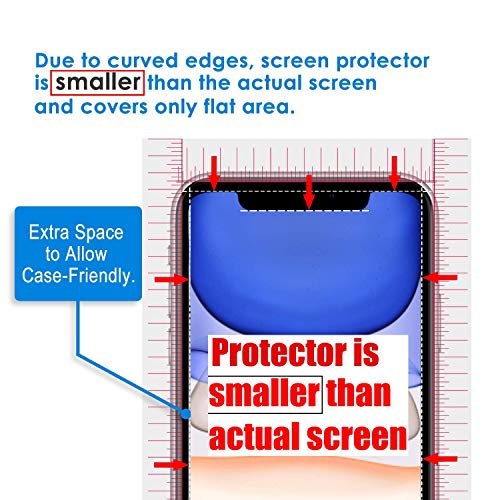 Due to curved edges, screen protector
is smaller than the actual screen
and covers only flat area.
Extra Space
to Allow
Case-Friendly.
Protector is
smaller than
actual screen